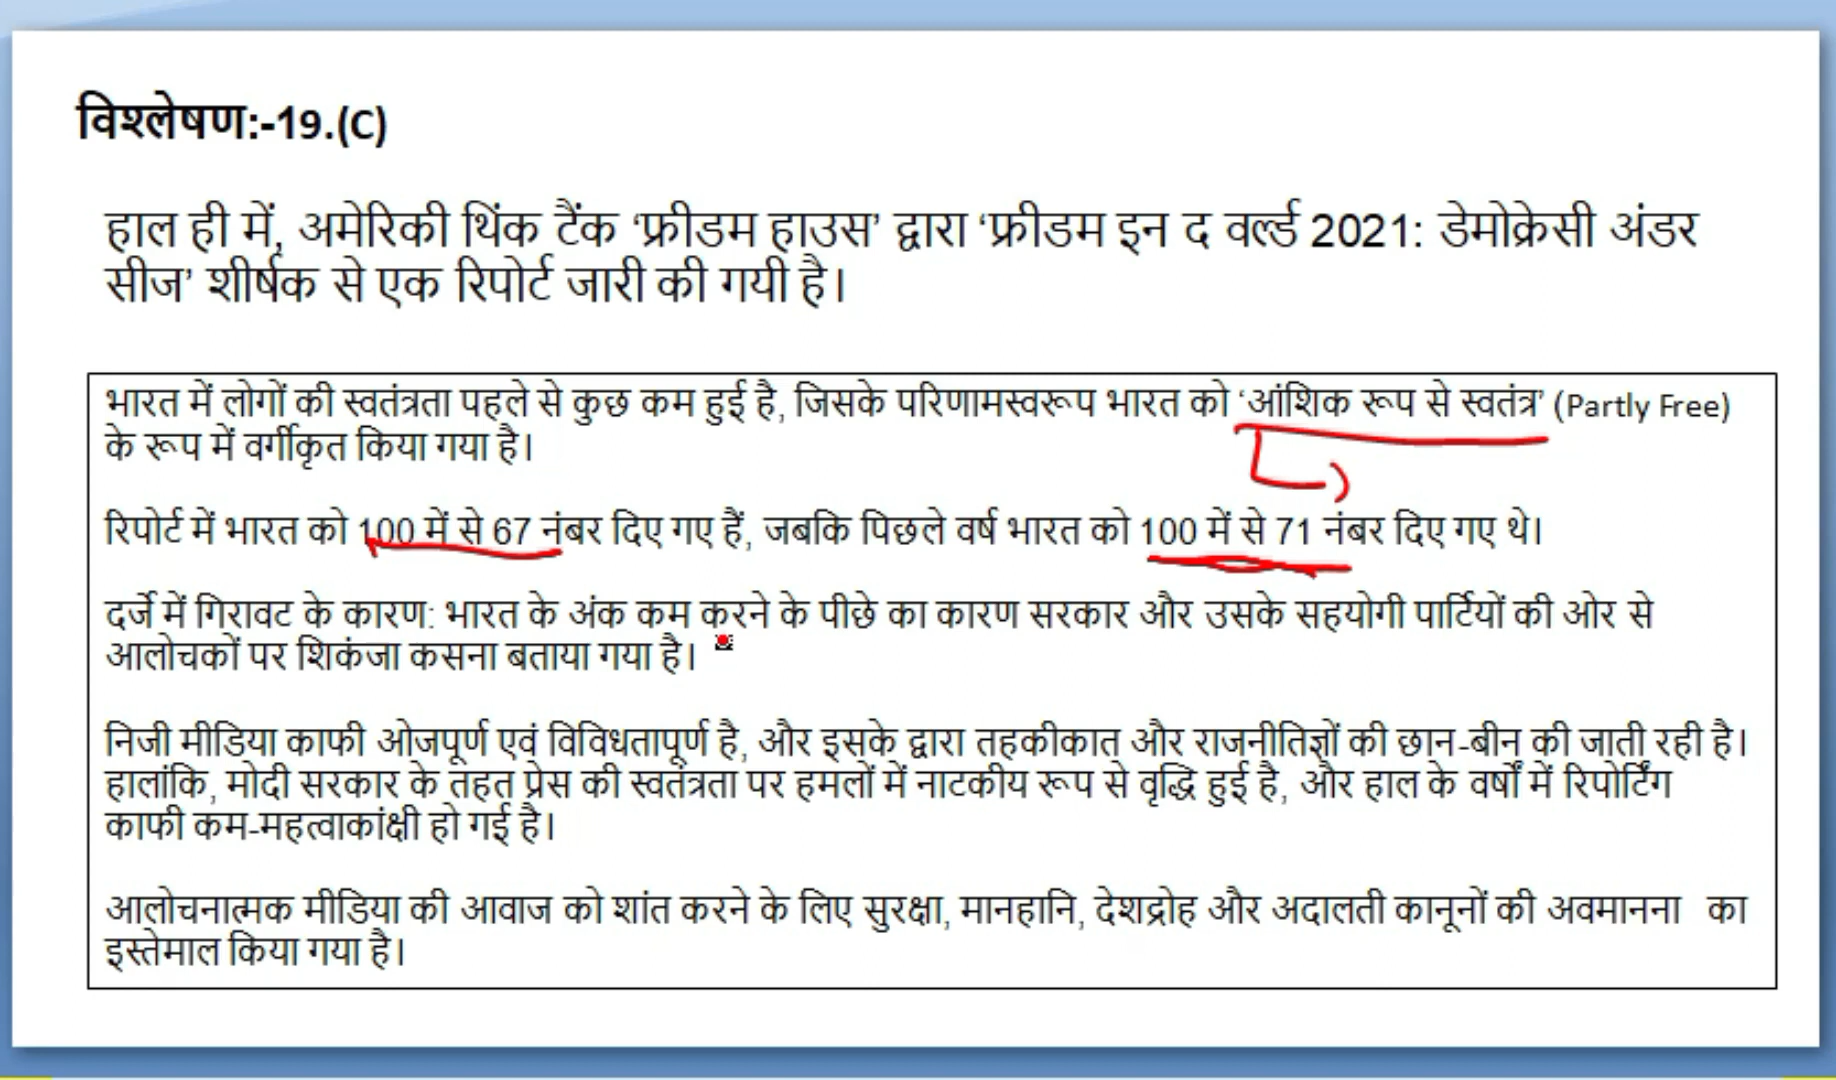 विश्लेषण:-19.(C)
हाल ही में, अमेरिकी थिंक टैंक ‘फ्रीडम हाउस’ द्वारा ‘फ्रीडम इन द वर्ल्ड 2021: डेमोक्रेसी अंडर
सीज’ शीर्षक से एक रिपोर्ट जारी की गयी है।
भारत में लोगों की स्वतंत्रता पहले से कुछ कम हुई है, जिसके परिणामस्वरूप भारत को ‘आंशिक रूप से स्वतंत्र’ (Partly Free)
के रूप में वर्गीकृत किया गया है।
रिपोर्ट में भारत को 100 में से 67 नंबर दिए गए हैं, जबकि पिछले वर्ष भारत को 100 में से 71 नंबर दिए गए थे।
दर्जे में गिरावट के कारण: भारत के अंक कम करने के पीछे का कारण सरकार और उसके सहयोगी पार्टियों की ओर से
आलोचकों पर शिकंजा कसना बताया गया है।
निजी मीडिया काफी ओजपूर्ण एवं विविधतापूर्ण है, और इसके द्वारा तहकीकात और राजनीतिज्ञों की छान-बीन की जाती रही है।
हालांकि, मोदी सरकार के तहत प्रेस की स्वतंत्रता पर हमलों में नाटकीय रूप से वृद्धि हुई है, और हाल के वर्षों में रिपोर्टिंग
काफी कम-महत्वाकांक्षी हो गई है।
आलोचनात्मक मीडिया की आवाज को शांत करने के लिए सुरक्षा, मानहानि, देशद्रोह और अदालती कानूनों की अवमानना का
इस्तेमाल किया गया है।